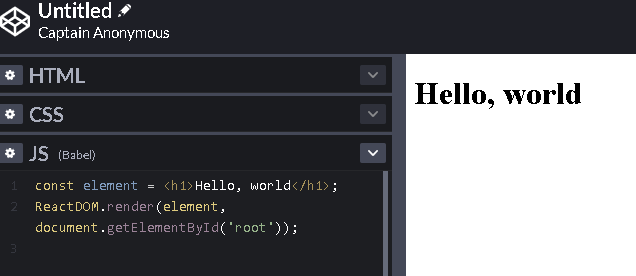 Untitled
Captain Anonymous
HTML
CSS
JS (Babel)
1 const element = <h1>Hello, world</h1>;
2 ReactDOM.render(element,
document.getElementById('root'));
3
Hello, world